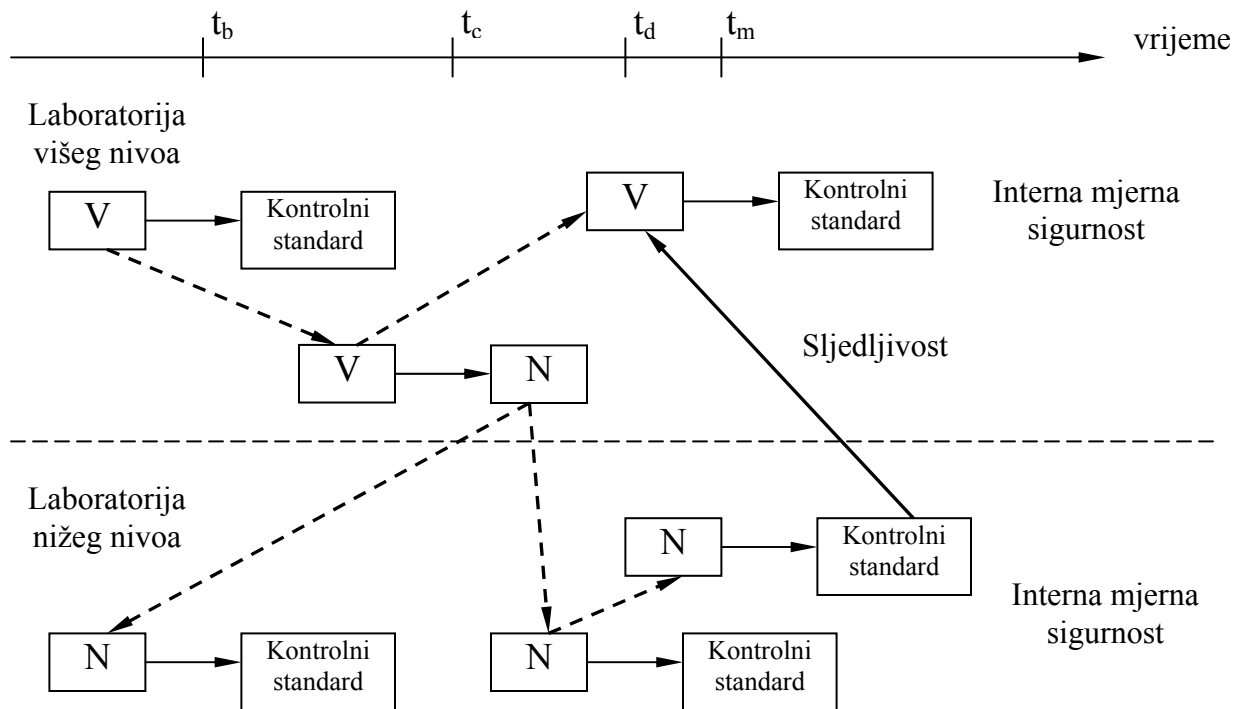 t_b t_c t_d t_m
vrijeme
Laboratorija
višeg nivoa
V
Kontrolni
standard
V
Kontrolni
standard
Interna mjerna
sigurnost
V
N
Sljedljivost
Laboratorija
nižeg nivoa
N
Kontrolni
standard
Interna mjerna
sigurnost
N
Kontrolni
standard
N
Kontrolni
standard